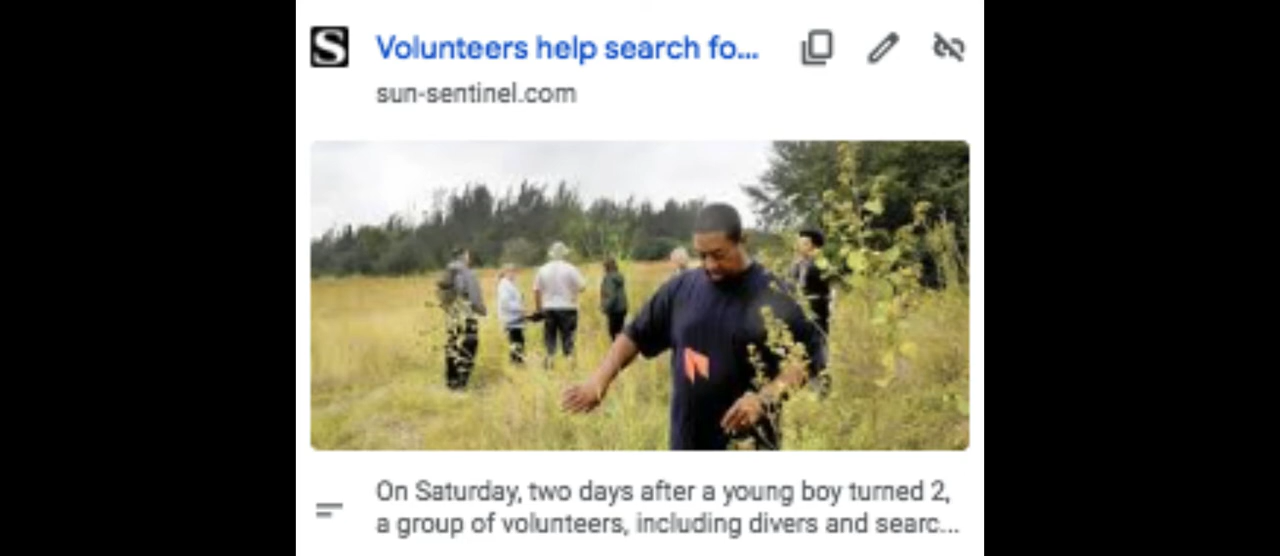 S
Volunteers help search fo...
sun-sentinel.com
On Saturday, two days after a young boy turned 2,
a group of volunteers, including divers and searc...